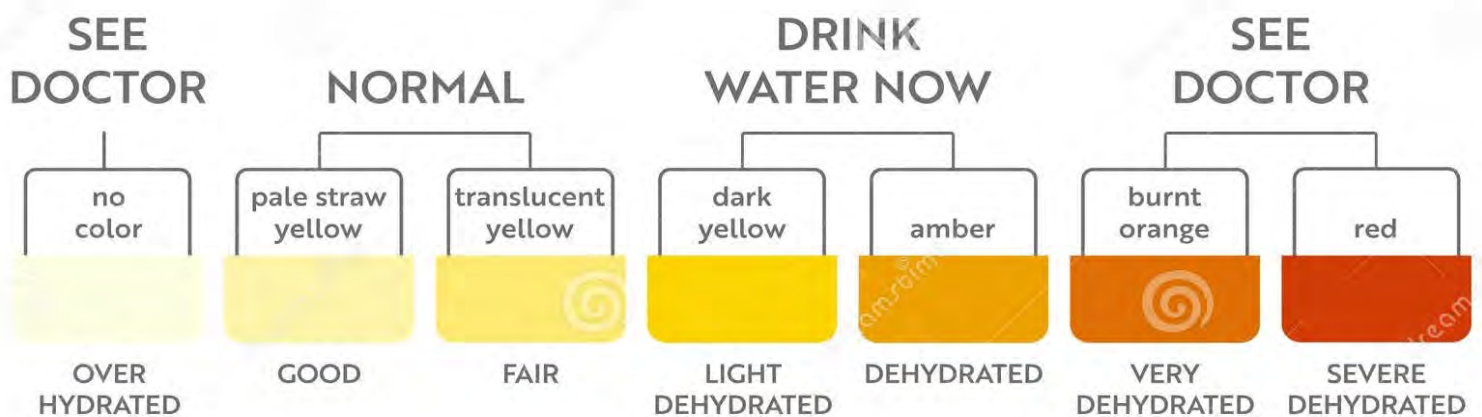 SEE
DOCTOR
NORMAL
DRINK
WATER NOW
SEE
DOCTOR
no
color
pale straw
yellow
translucent
yellow
dark
yellow
amber
burnt
orange
red
OVER
HYDRATED
GOOD
FAIR
LIGHT
DEHYDRATED
DEHYDRATED
VERY
DEHYDRATED
SEVERE
DEHYDRATED